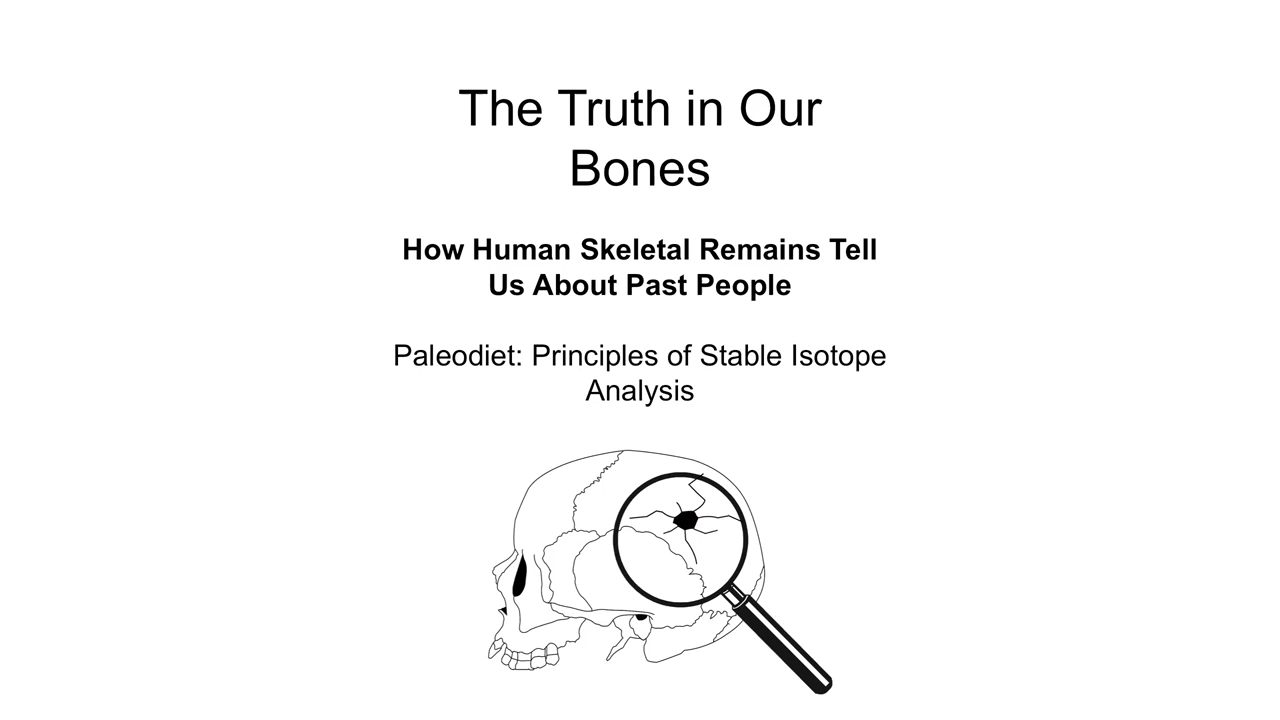 The Truth in Our
Bones
How Human Skeletal Remains Tell
Us About Past People
Paleodiet: Principles of Stable Isotope
Analysis